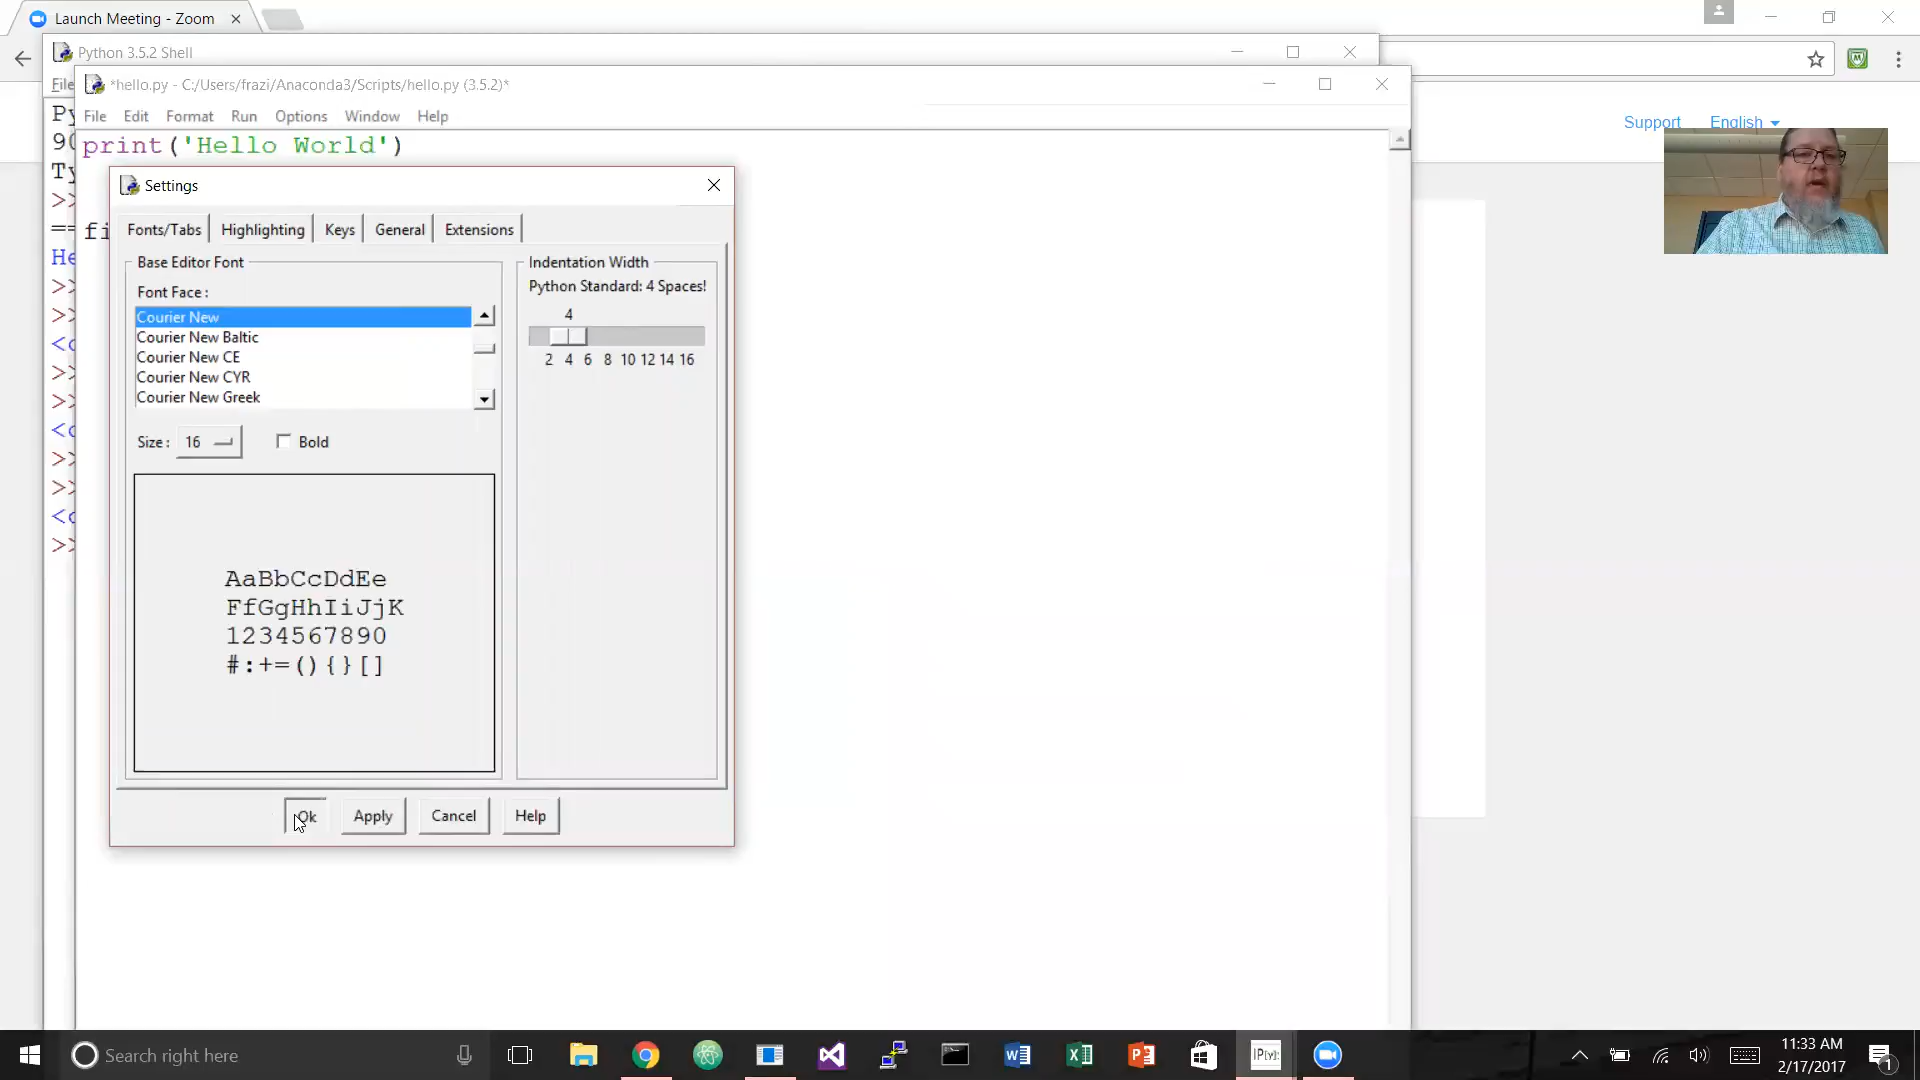 Launch Meeting - Zoom
Python 3.5.2 Shell
File
*hello.py - C:/Users/frazi/Anaconda3/Scripts/hello.py (3.5.2)*
File Edit Format Run Options Window Help
Support English
print('Hello World')
Settings
Fonts/Tabs Highlighting Keys General Extensions
Base Editor Font
Font Face :
Courier New
Courier New Baltic
Courier New CE
Courier New CYR
Courier New Greek
Size : 16 Bold
AaBbCcDdEe
FfGgHhIiJjK
1234567890
#:+=(){}[]
Indentation Width
Python Standard: 4 Spaces!
4
2 4 6 8 10 12 14 16
Ok Apply Cancel Help
Search right here
11:33 AM
2/17/2017